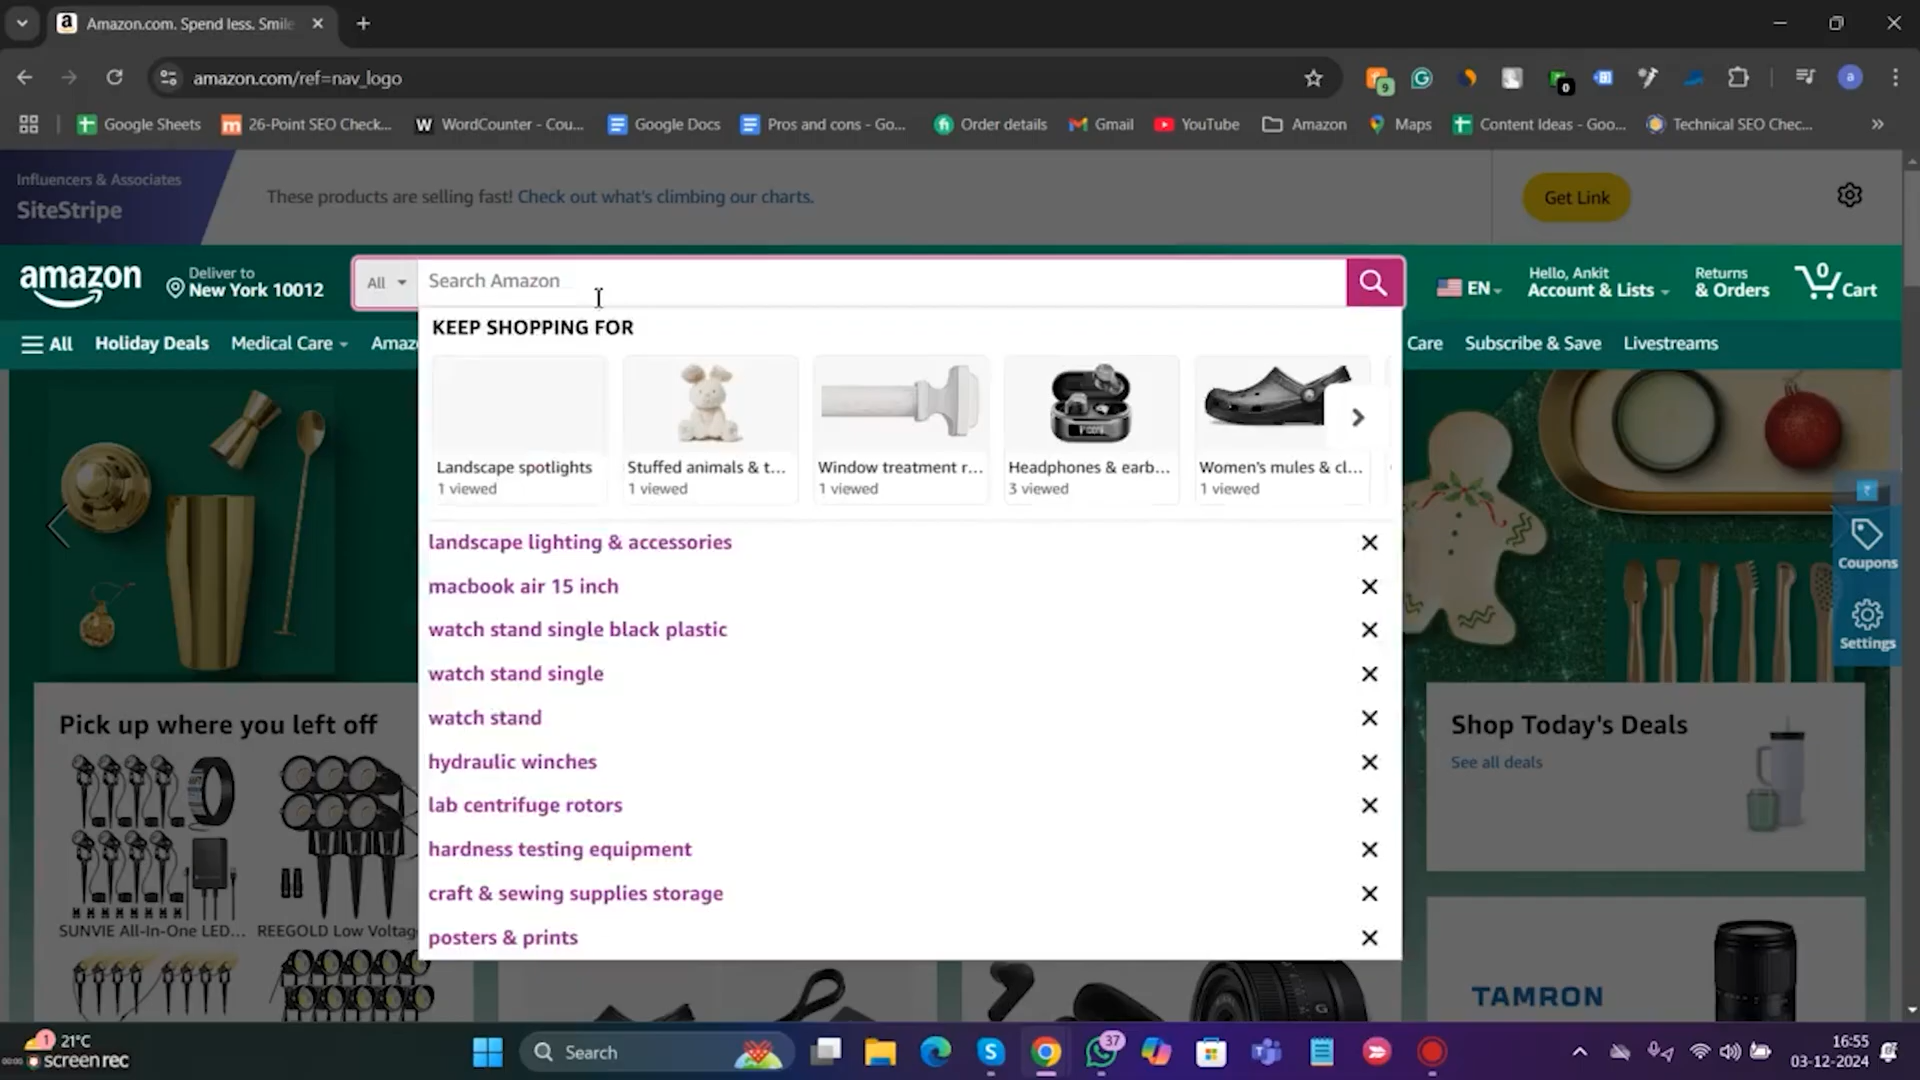 Amazon.com. Spend less. Smile
amazon.com/ref=nav_logo
9
0
a
Google Sheets
26-Point SEO Check...
WordCounter - Cou...
Google Docs
Pros and cons - Go...
Order details
Gmail
YouTube
Amazon
Maps
Content Ideas - Goo...
Technical SEO Chec...
Influencers & Associates
SiteStripe
These products are selling fast! Check out what's climbing our charts.
Get Link
amazon
Deliver to
New York 10012
All
Search Amazon
EN
Hello, Ankit
Account & Lists
Returns
& Orders
0
Cart
All
Holiday Deals
Medical Care
Amaz
Care
Subscribe & Save
Livestreams
KEEP SHOPPING FOR
Landscape spotlights
1 viewed
Stuffed animals & t...
1 viewed
Window treatment r...
1 viewed
Headphones & earb...
3 viewed
Women's mules & cl...
1 viewed
landscape lighting & accessories
macbook air 15 inch
watch stand single black plastic
watch stand single
watch stand
hydraulic winches
lab centrifuge rotors
hardness testing equipment
craft & sewing supplies storage
posters & prints
Coupons
Settings
Pick up where you left off
SUNVIE All-In-One LED...
REEGOLD Low Voltag
Shop Today's Deals
See all deals
TAMRON
1
21°C
screenrec
Search
37
16:55
03-12-2024